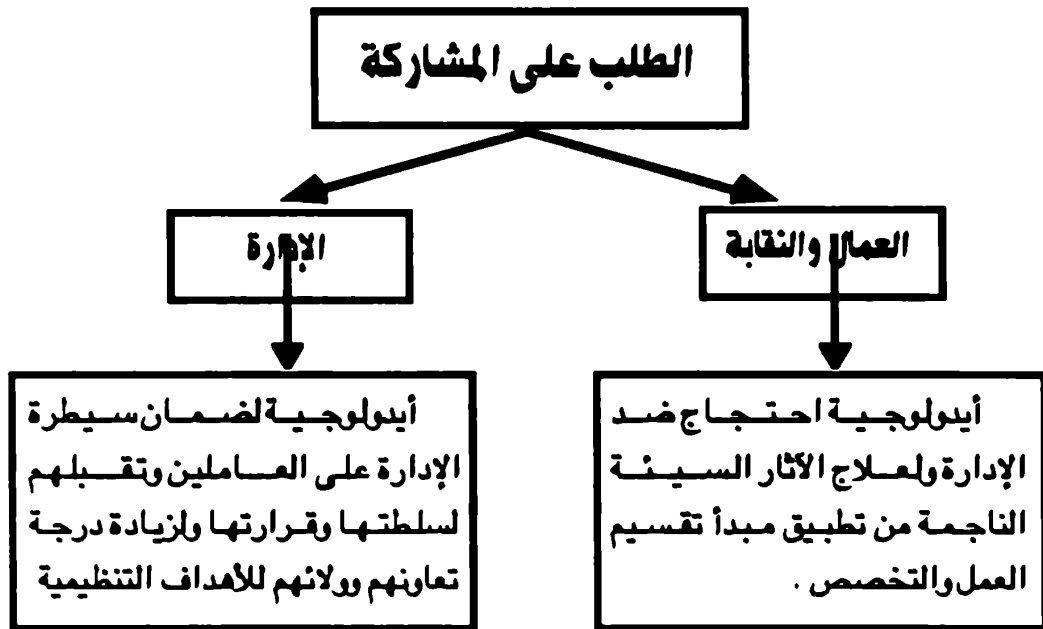 الطلب على المشاركة
العمال والنقابة
الإدارة
أيدولوجية احتجاج ضد
الإدارة ولعلاج الآثار السيئة
الناجمة من تطبيق مبدأ تقسيم
العمل والتخصص .
أيدولوجية لضمان سيطرة
الإدارة على العاملين وتقبلهم
لسلطتها وقرارتها ولزيادة درجة
تعاونهم وولائهم للأهداف التنظيمية